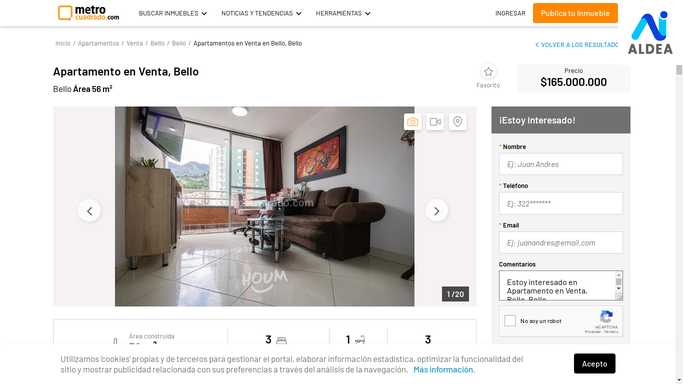 metro
cuadrado.com
BUSCAR INMUEBLES
NOTICIAS Y TENDENCIAS
HERRAMIENTAS
INGRESAR
Publica tu Inmueble
ALDEA
Inicio / Apartamentos / Venta / Bello / Bello / Apartamentos en Venta en Bello, Bello
VOLVER A LOS RESULTADO
Apartamento en Venta, Bello
Bello Área 56 m²
Favorito
Precio
$165.000.000
HOUM
1 /20
¡Estoy Interesado!
* Nombre
Ej: Juan Andres
* Teléfono
Ej: 322*******
* Email
Ej: juanandres@email.com
Comentarios
Estoy interesado en
Apartamento en Venta,
Bello, Bello
No soy un robot
reCAPTCHA
Área construida
3
1
3
Utilizamos 'cookies' propias y de terceros para gestionar el portal, elaborar información estadística, optimizar la funcionalidad del
sitio y mostrar publicidad relacionada con sus preferencias a través del análisis de la navegación. Más información.
Acepto